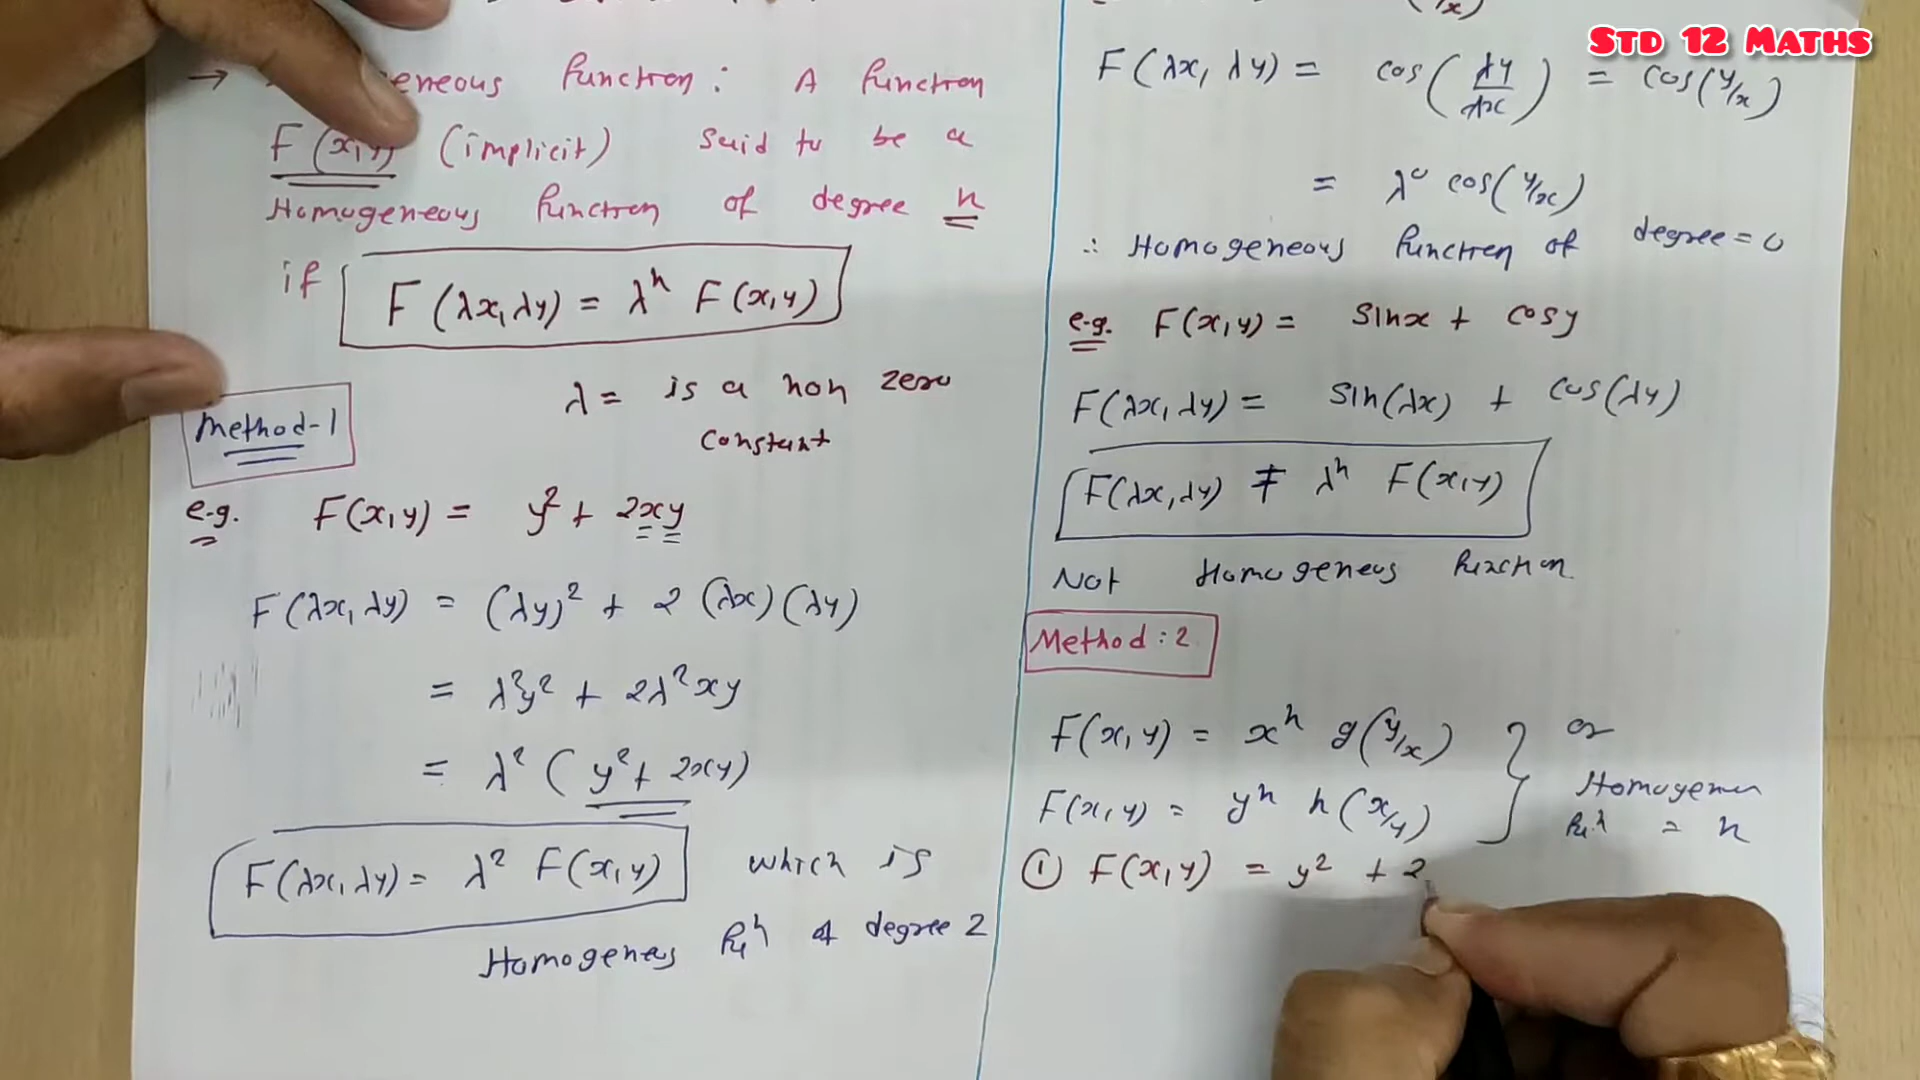 → eneous function: A function
F(x,y) (implicit) said to be a
Homogeneous function of degree n
if F(λx,λy) = λⁿ F(x,y)
λ = is a non zero
constant
Method-1
e.g. F(x,y) = y² + 2xy
F(λx, λy) = (λy)² + 2 (λx)(λy)
= λ²y² + 2λ²xy
= λ² (y² + 2xy)
F(λx,λy) = λ² F(x,y) which is
Homogenes fuⁿ of degree 2
F(λx, λy) = cos(λy/λx) = cos(y/x)
= λ⁰ cos(y/x)
∴ Homogeneous function of degree = 0
e.g. F(x,y) = sinx + cosy
F(λx, λy) = sin(λx) + cos(λy)
F(λx,λy) ≠ λⁿ F(x,y)
Not Homogeneous function
Method : 2
F(x,y) = xⁿ g(y/x) } or
F(x,y) = yⁿ h(x/y)
fuⁿ = n
① F(x,y) = y² + 2
Std 12 Maths